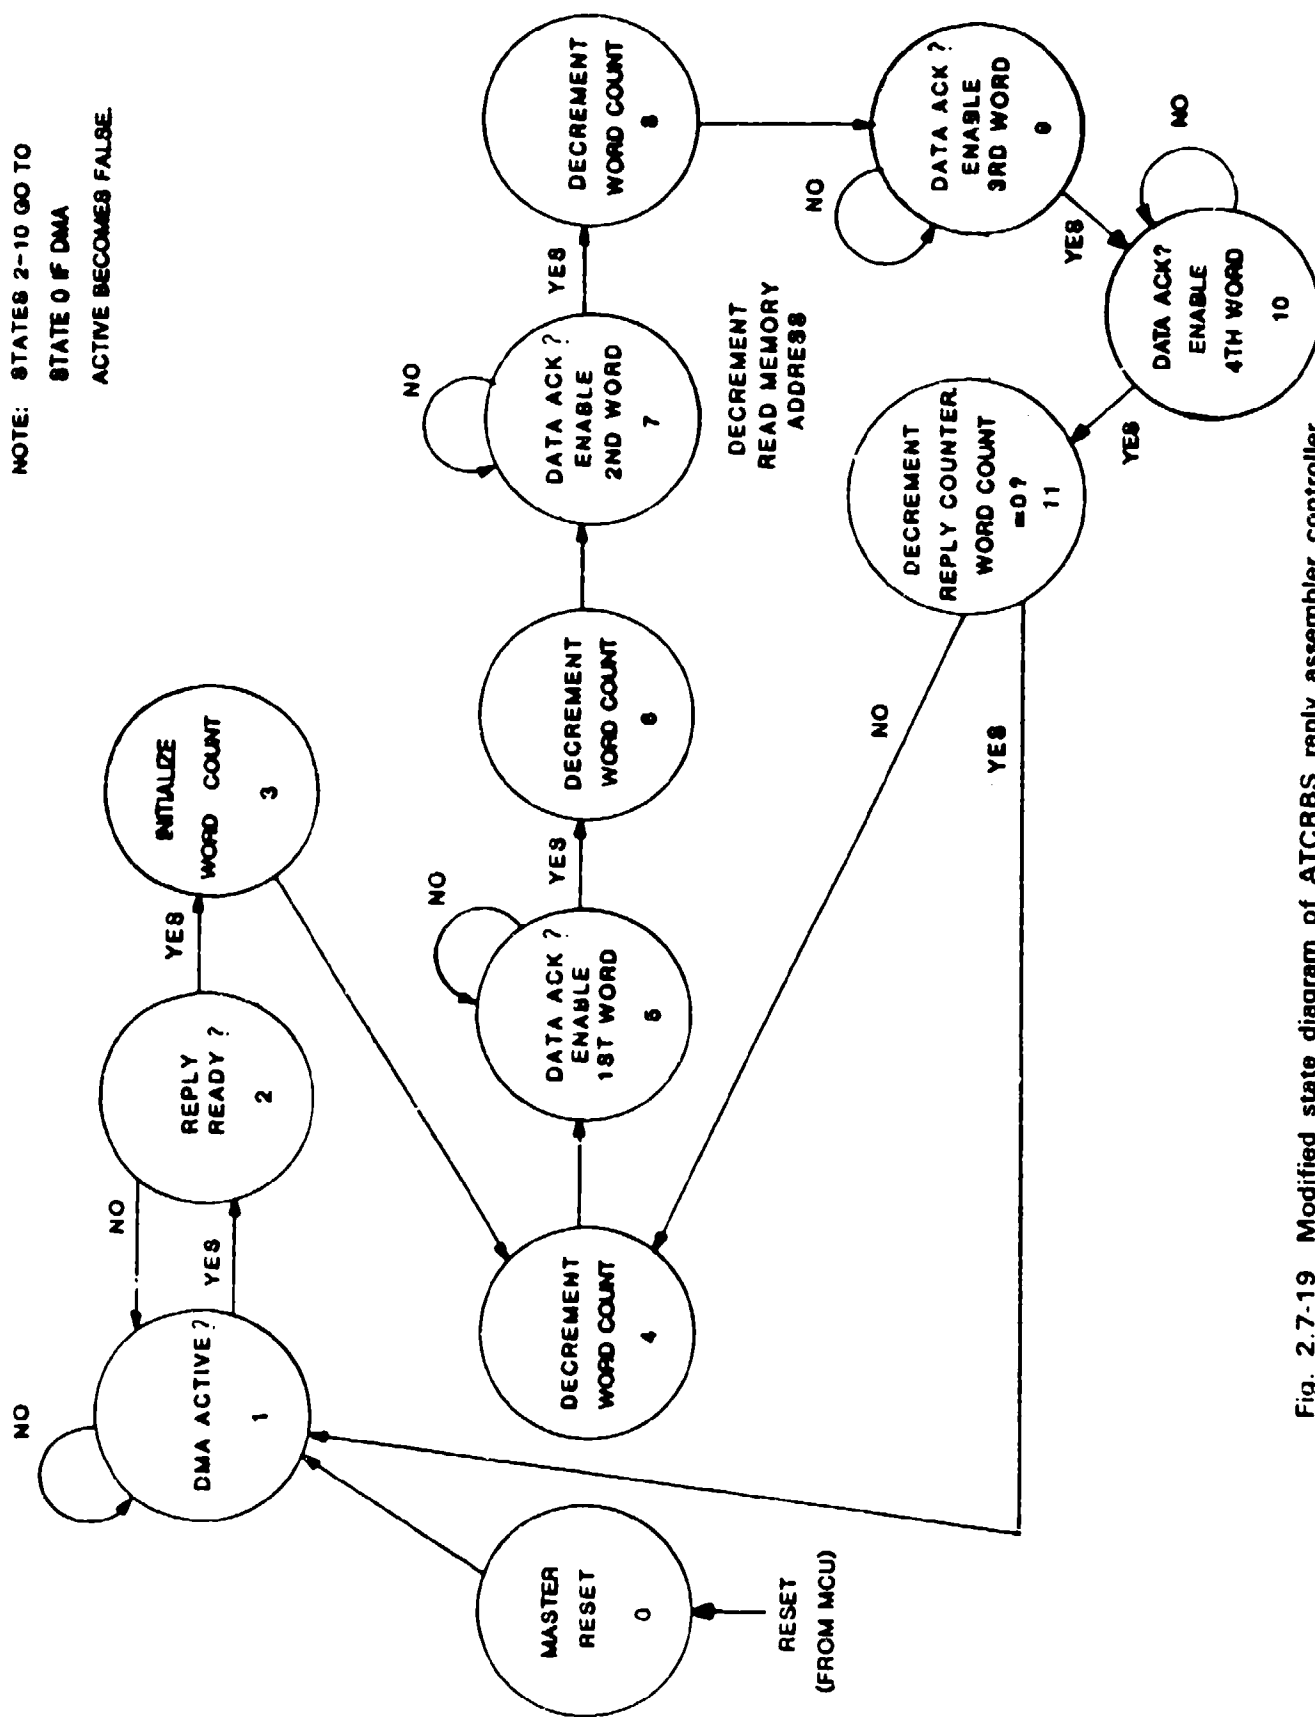 NOTE: STATES 2-10 GO TO
STATE 0 IF DMA
ACTIVE BECOMES FALSE.
NO
DMA ACTIVE?
1
NO
YES
REPLY
READY?
2
YES
INITIALIZE
WORD COUNT
3
MASTER
RESET
0
RESET
(FROM MCU)
DECREMENT
WORD COUNT
4
NO
DATA ACK?
ENABLE
1ST WORD
5
YES
DECREMENT
WORD COUNT
6
NO
DATA ACK?
ENABLE
2ND WORD
7
YES
DECREMENT
WORD COUNT
8
DECREMENT
READ MEMORY
ADDRESS
NO
DATA ACK?
ENABLE
3RD WORD
9
YES
NO
DATA ACK?
ENABLE
4TH WORD
10
YES
DECREMENT
REPLY COUNTER.
WORD COUNT
=0?
11
NO
YES
Fig. 2.7-19 Modified state diagram of ATCRBS reply assembler controller